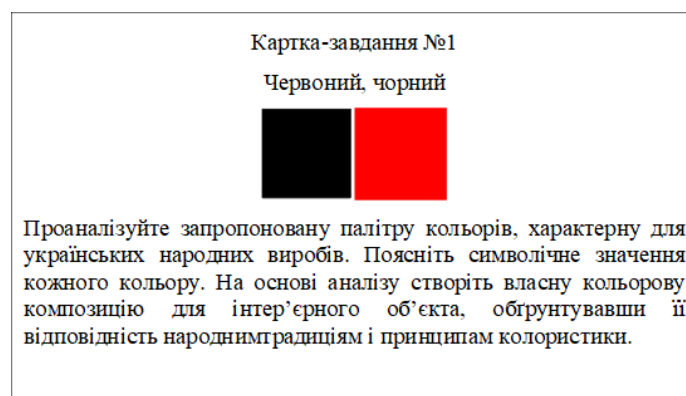 Картка-завдання №1
Червоний, чорний
Проаналізуйте запропоновану палітру кольорів, характерну для
українських народних виробів. Поясніть символічне значення
кожного кольору. На основі аналізу створіть власну кольорову
композицію для інтер’єрного об’єкта, обґрунтувавши її
відповідність народнимтрадиціям і принципам колористики.